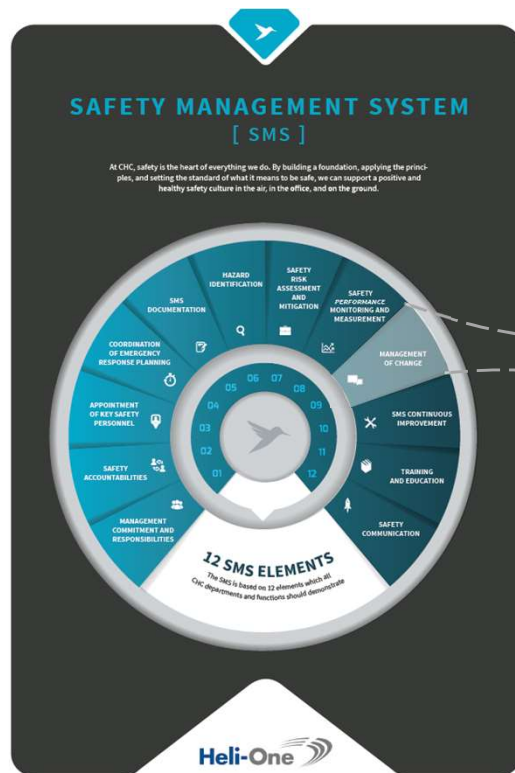 SAFETY MANAGEMENT SYSTEM
[ SMS ]
At CHC, safety is the heart of everything we do. By building a foundation, applying the princi-
ples, and setting the standard of what it means to be safe, we can support a positive and
healthy safety culture in the air, in the office, and on the ground.
MANAGEMENT
COMMITMENT AND
RESPONSIBILITIES
SAFETY
ACCOUNTABILITIES
APPOINTMENT
OF KEY SAFETY
PERSONNEL
COORDINATION
OF EMERGENCY
RESPONSE PLANNING
SMS
DOCUMENTATION
HAZARD
IDENTIFICATION
SAFETY
RISK
ASSESSMENT
AND
MITIGATION
SAFETY
PERFORMANCE
MONITORING AND
MEASUREMENT
MANAGEMENT
OF CHANGE
SMS CONTINUOUS
IMPROVEMENT
TRAINING
AND EDUCATION
SAFETY
COMMUNICATION
01
02
03
04
05
06
07
08
09
10
11
12
12 SMS ELEMENTS
The SMS is based on 12 elements which all
CHC departments and functions should demonstrate
Heli-One